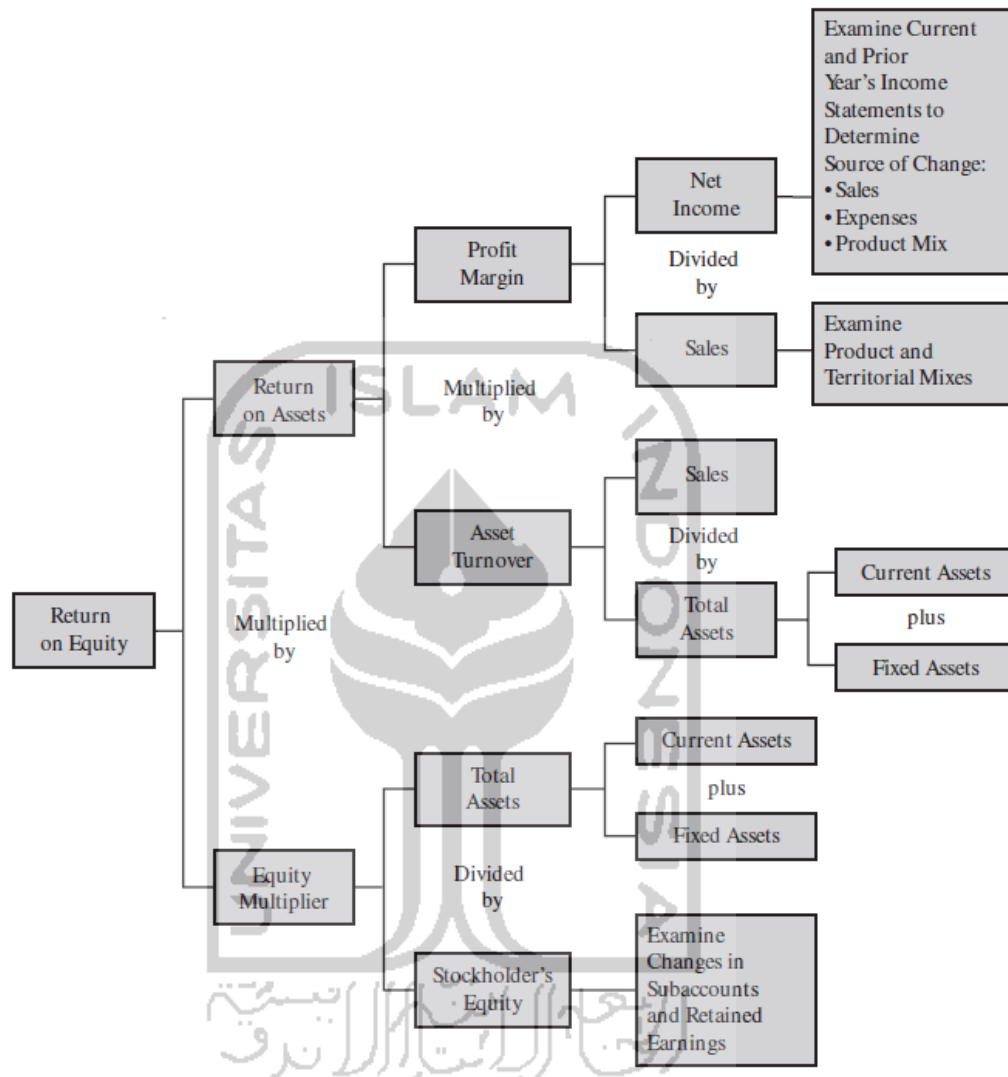 Examine Current
and Prior
Year's Income
Statements to
Determine
Source of Change:
• Sales
• Expenses
• Product Mix
Net
Income
Profit
Margin
Divided
by
Sales
Examine
Product and
Territorial Mixes
Return
on Assets
Multiplied
by
Sales
Asset
Turnover
Divided
by
Total
Assets
Current Assets
plus
Fixed Assets
Return
on Equity
Multiplied
by
Total
Assets
Current Assets
plus
Fixed Assets
Equity
Multiplier
Divided
by
Stockholder's
Equity
Examine
Changes in
Subaccounts
and Retained
Earnings
UNIVERSITAS
ISLAM
INDONESIA